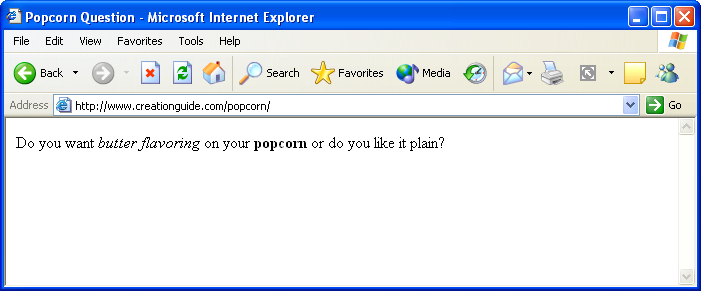 Popcorn Question - Microsoft Internet Explorer
File Edit View Favorites Tools Help
Back Search Favorites Media
Address http://www.creationguide.com/popcorn/ Go
Do you want butter flavoring on your popcorn or do you like it plain?